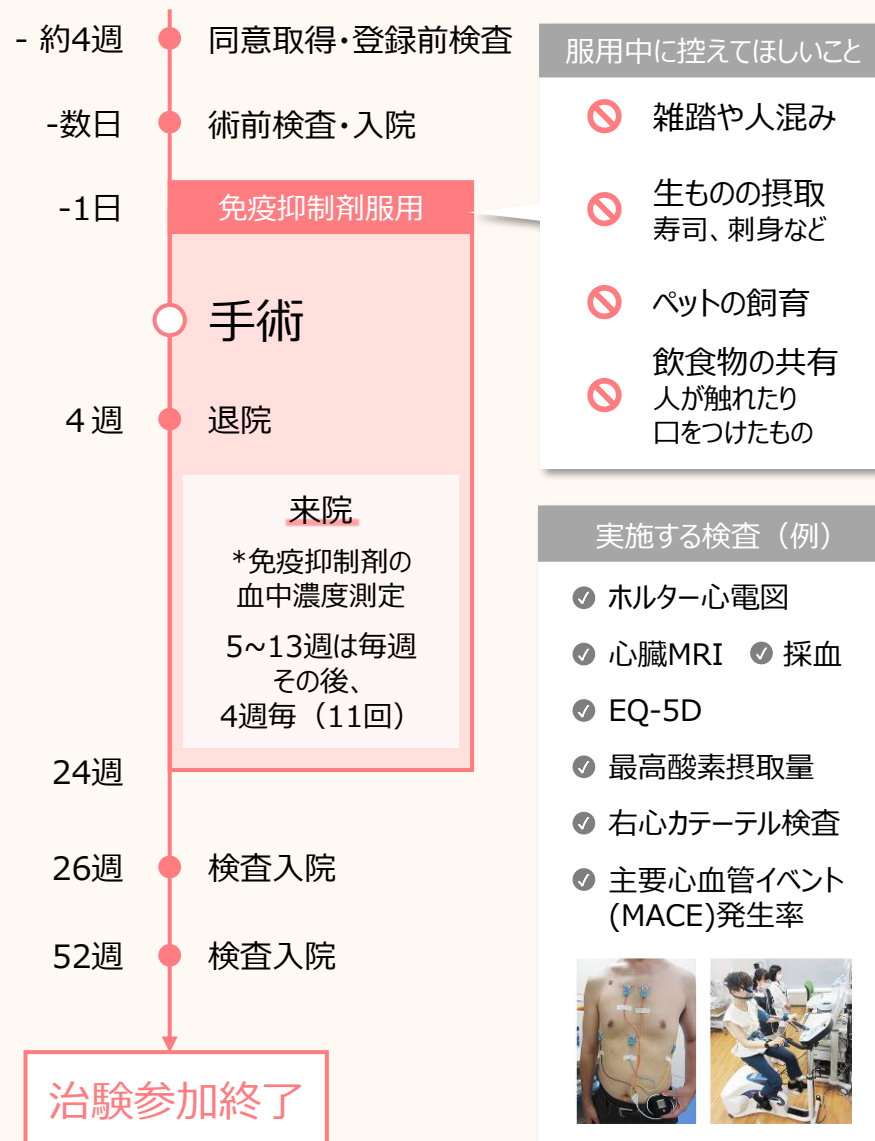 - 約4週
同意取得・登録前検査
-数日
術前検査・入院
-1日
免疫抑制剤服用
手術
４週
退院
来院
*免疫抑制剤の
血中濃度測定
5~13週は毎週
その後、
4週毎（11回）
24週
26週
検査入院
52週
検査入院
治験参加終了
服用中に控えてほしいこと
雑踏や人混み
生ものの摂取
寿司、刺身など
ペットの飼育
飲食物の共有
人が触れたり
口をつけたもの
実施する検査（例）
ホルター心電図
心臓MRI 採血
EQ-5D
最高酸素摂取量
右心カテーテル検査
主要心血管イベント
(MACE)発生率